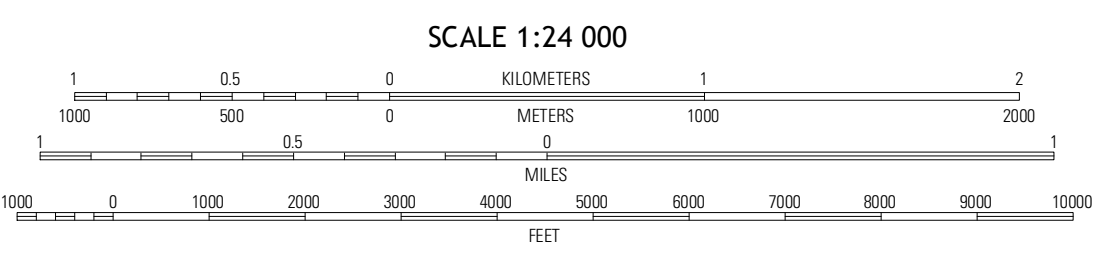 SCALE 1:24 000
1 0.5 0 KILOMETERS 1 2
1000 500 0 METERS 1000 2000
1 0.5 0 1
MILES
1000 0 1000 2000 3000 4000 5000 6000 7000 8000 9000 10000
FEET